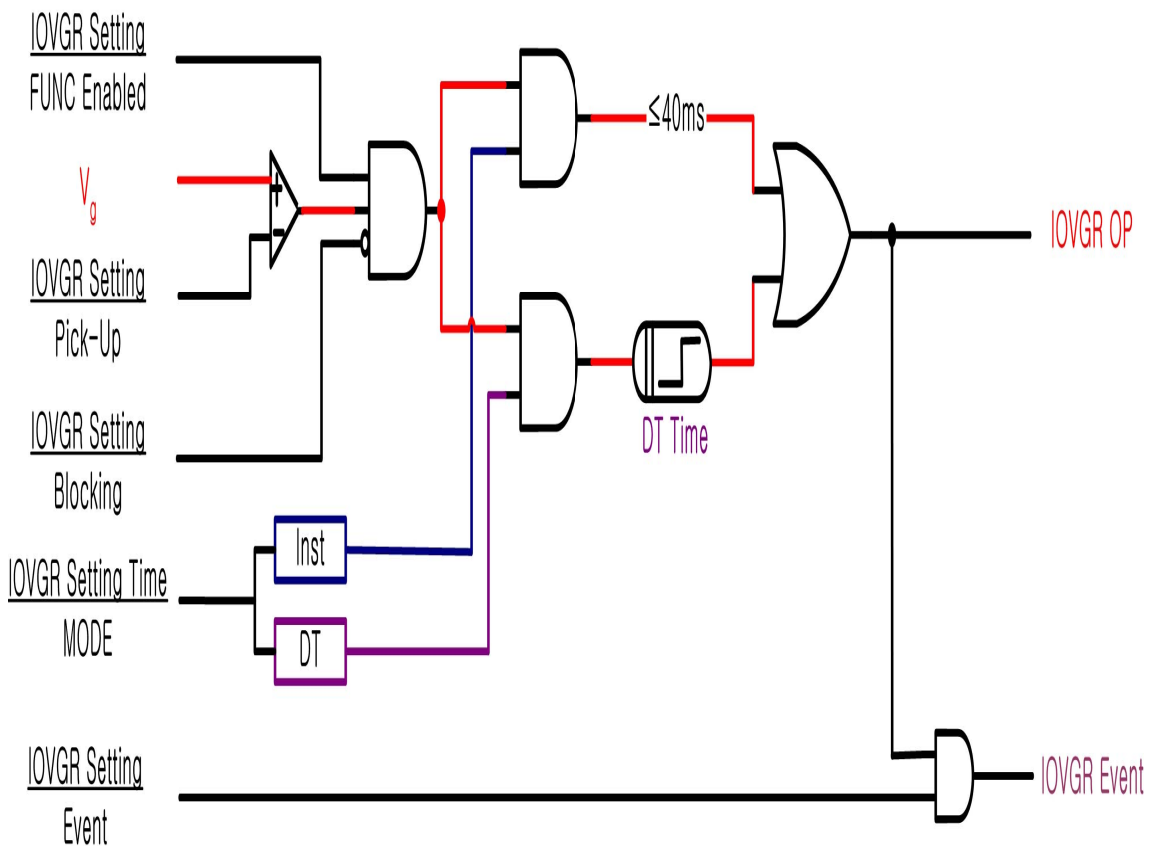 IOVGR Setting
FUNC Enabled
≤40ms
Vg
+
-
IOVGR OP
IOVGR Setting
Pick-Up
IOVGR Setting
Blocking
DT Time
Inst
IOVGR Setting Time
MODE
DT
IOVGR Setting
Event
IOVGR Event